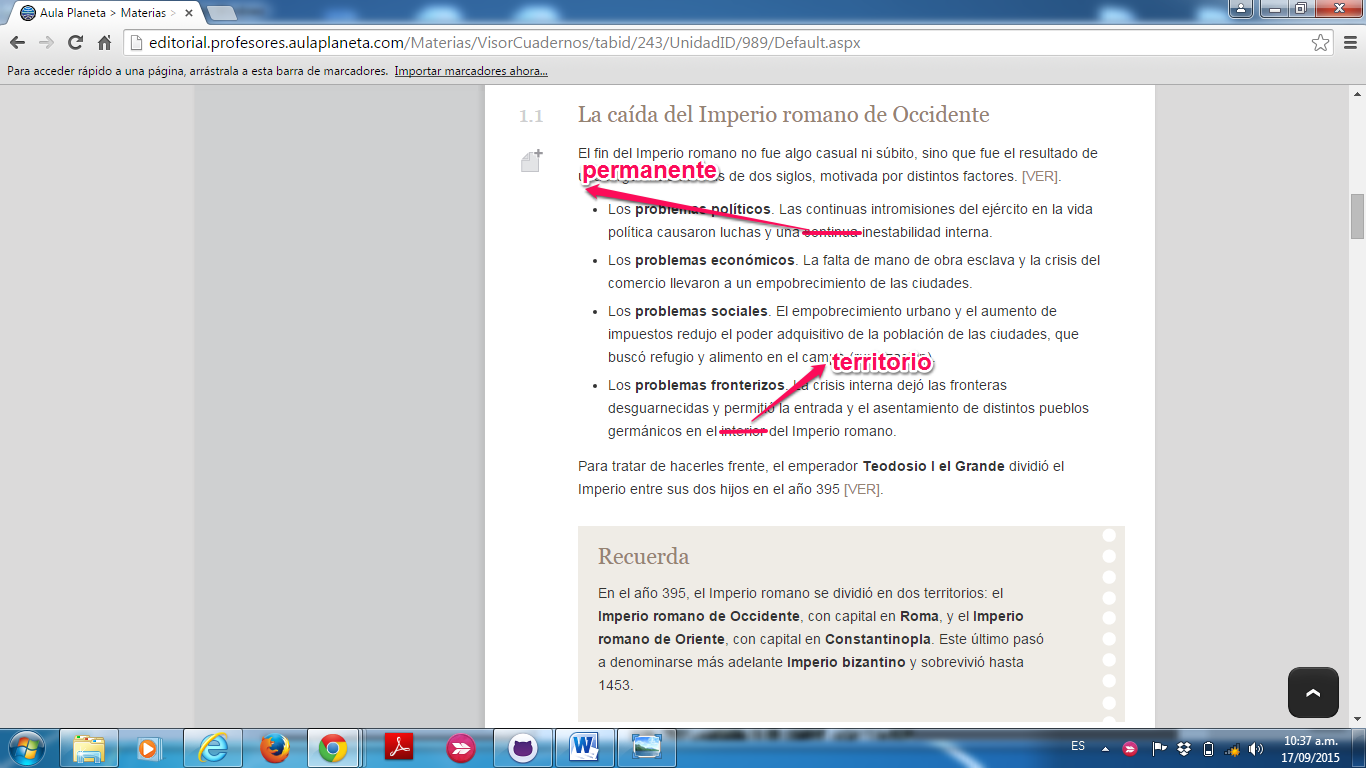 Aula Planeta > Materias >
editorial.profesores.aulaplaneta.com/Materias/VisorCuadernos/tabid/243/UnidadID/989/Default.aspx
Para acceder rápido a una página, arrástrala a esta barra de marcadores. Importar marcadores ahora...
1.1 La caída del Imperio romano de Occidente
El fin del Imperio romano no fue algo casual ni súbito, sino que fue el resultado de
permanente
de dos siglos, motivada por distintos factores. [VER].
• Los problemas políticos. Las continuas intromisiones del ejército en la vida
política causaron luchas y una continua inestabilidad interna.
• Los problemas económicos. La falta de mano de obra esclava y la crisis del
comercio llevaron a un empobrecimiento de las ciudades.
• Los problemas sociales. El empobrecimiento urbano y el aumento de
impuestos redujo el poder adquisitivo de la población de las ciudades, que
buscó refugio y alimento en el
territorio
• Los problemas fronterizos. La crisis interna dejó las fronteras
desguarnecidas y permitió la entrada y el asentamiento de distintos pueblos
germánicos en el interior del Imperio romano.
Para tratar de hacerles frente, el emperador Teodosio I el Grande dividió el
Imperio entre sus dos hijos en el año 395 [VER].
Recuerda
En el año 395, el Imperio romano se dividió en dos territorios: el
Imperio romano de Occidente, con capital en Roma, y el Imperio
romano de Oriente, con capital en Constantinopla. Este último pasó
a denominarse más adelante Imperio bizantino y sobrevivió hasta
1453.
ES
10:37 a.m.
17/09/2015